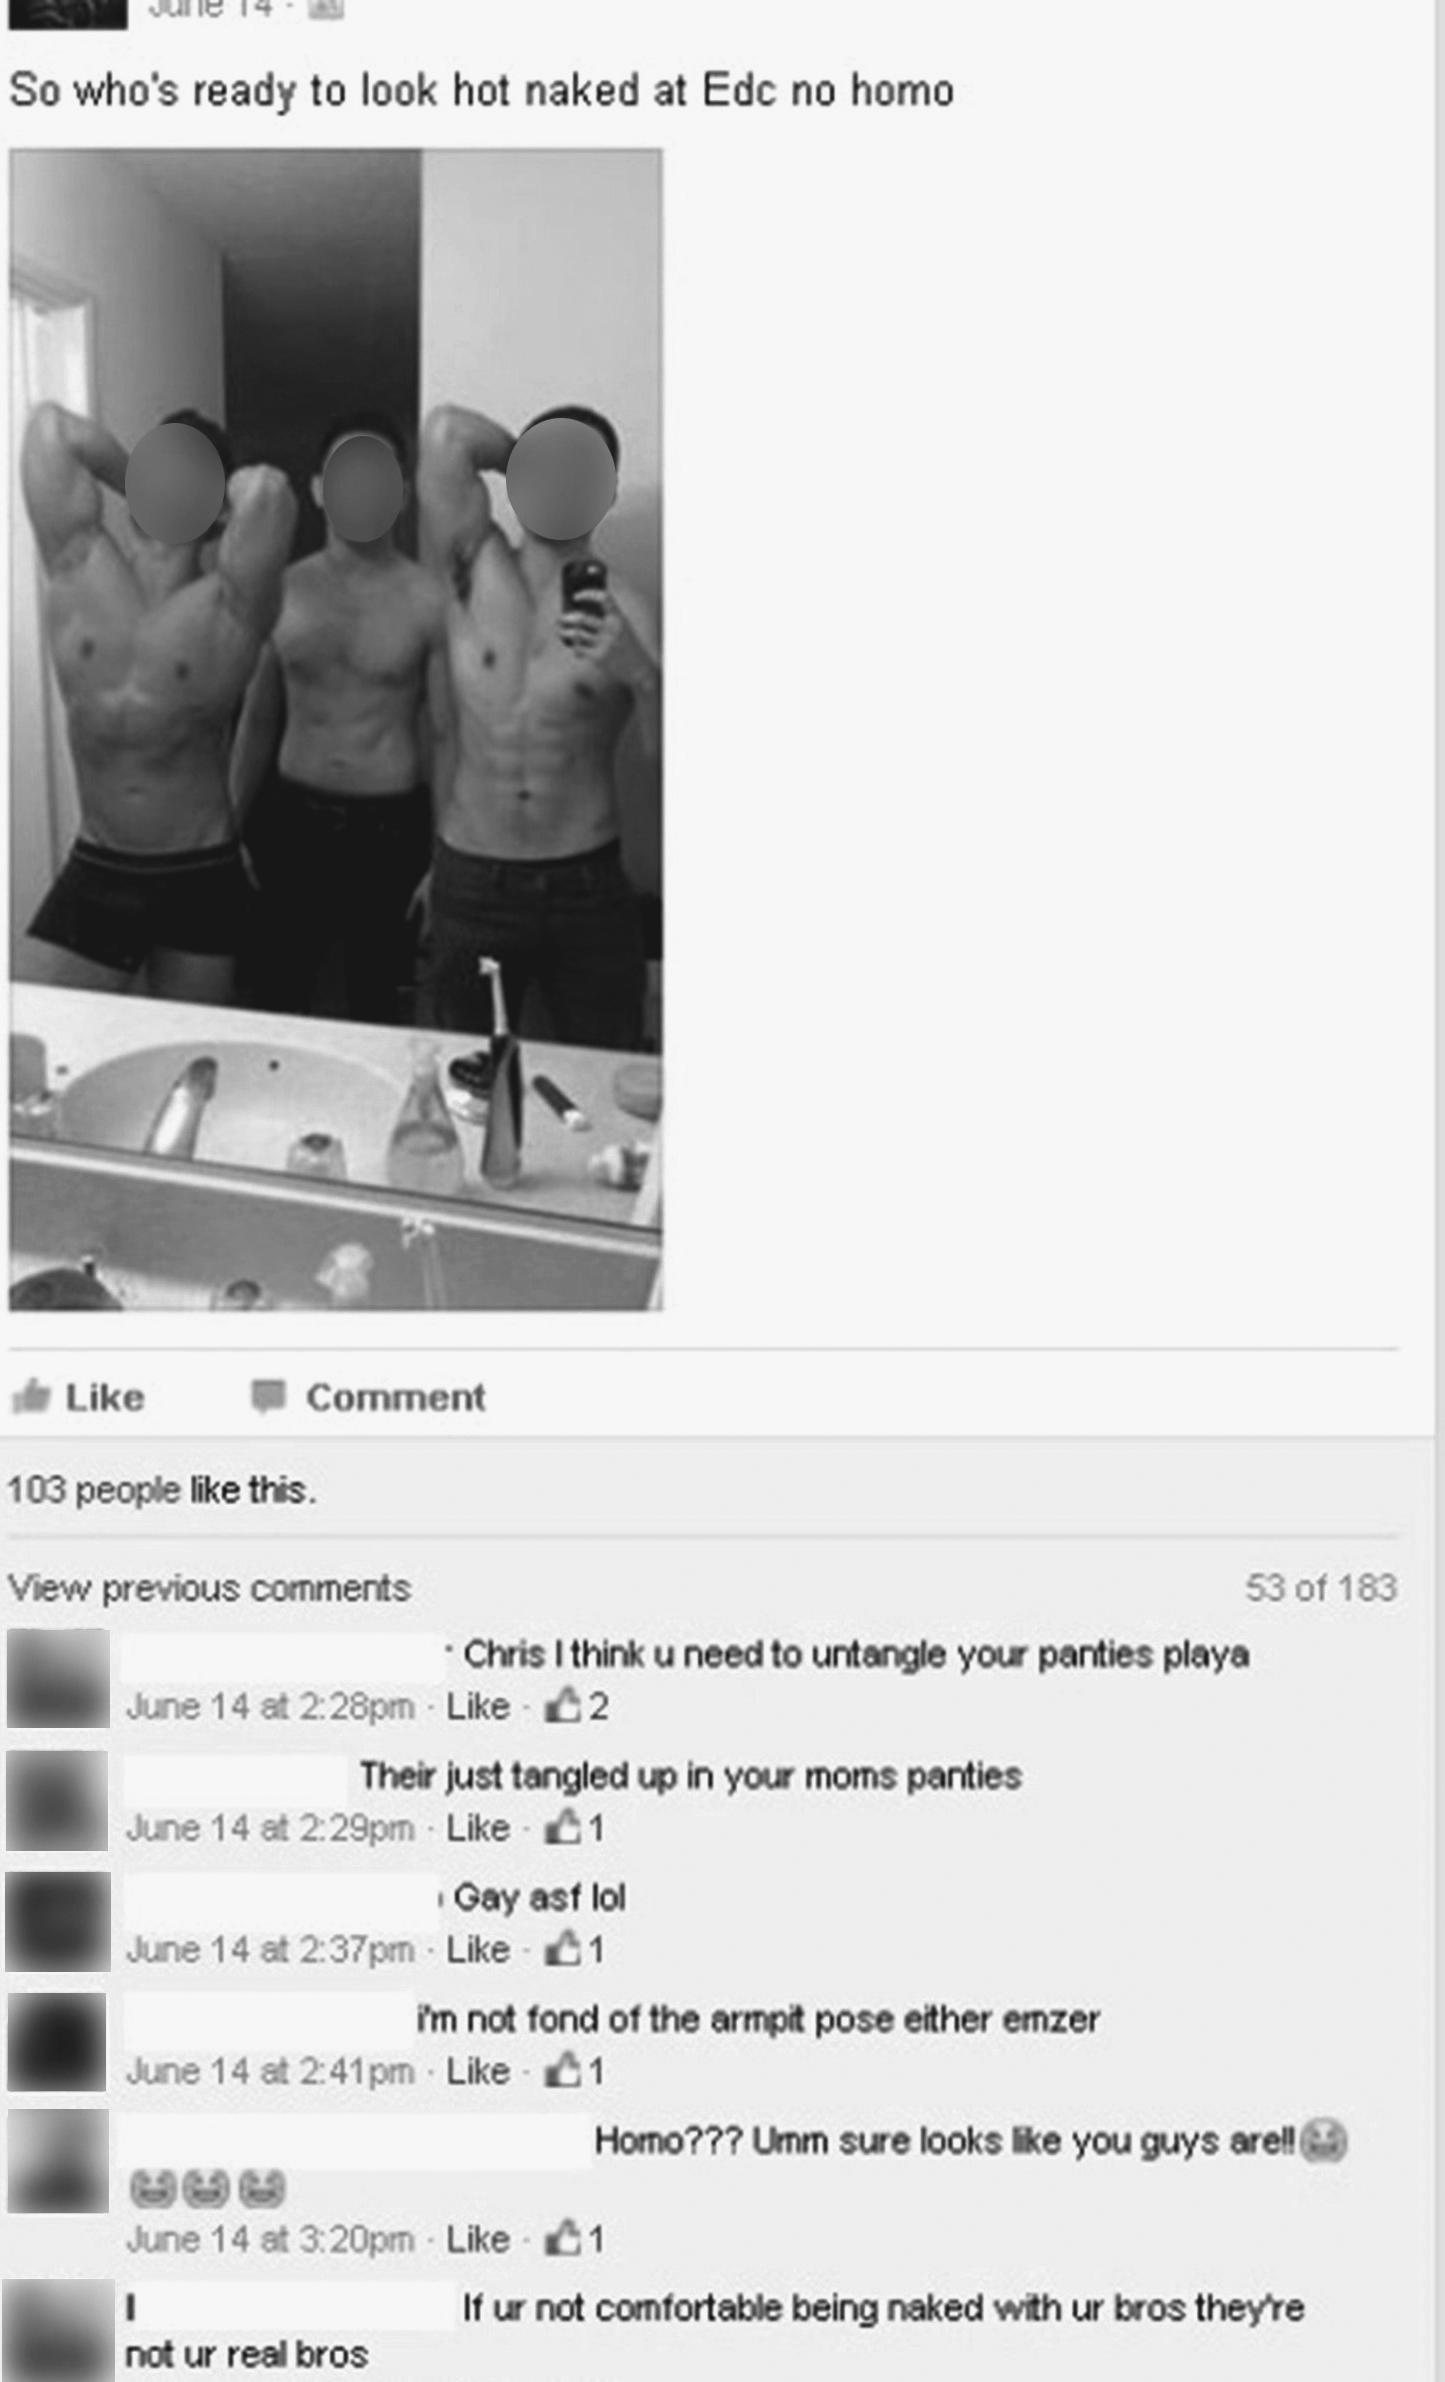 June 14 ·
So who's ready to look hot naked at Edc no homo
Like Comment
103 people like this.
View previous comments 53 of 183
Chris I think u need to untangle your panties playa
June 14 at 2:28pm · Like · 2
Their just tangled up in your moms panties
June 14 at 2:29pm · Like · 1
Gay asf lol
June 14 at 2:37pm · Like · 1
i'm not fond of the armpit pose either emzer
June 14 at 2:41pm · Like · 1
Homo??? Umm sure looks like you guys are!!
June 14 at 3:20pm · Like · 1
If ur not comfortable being naked with ur bros they're
not ur real bros